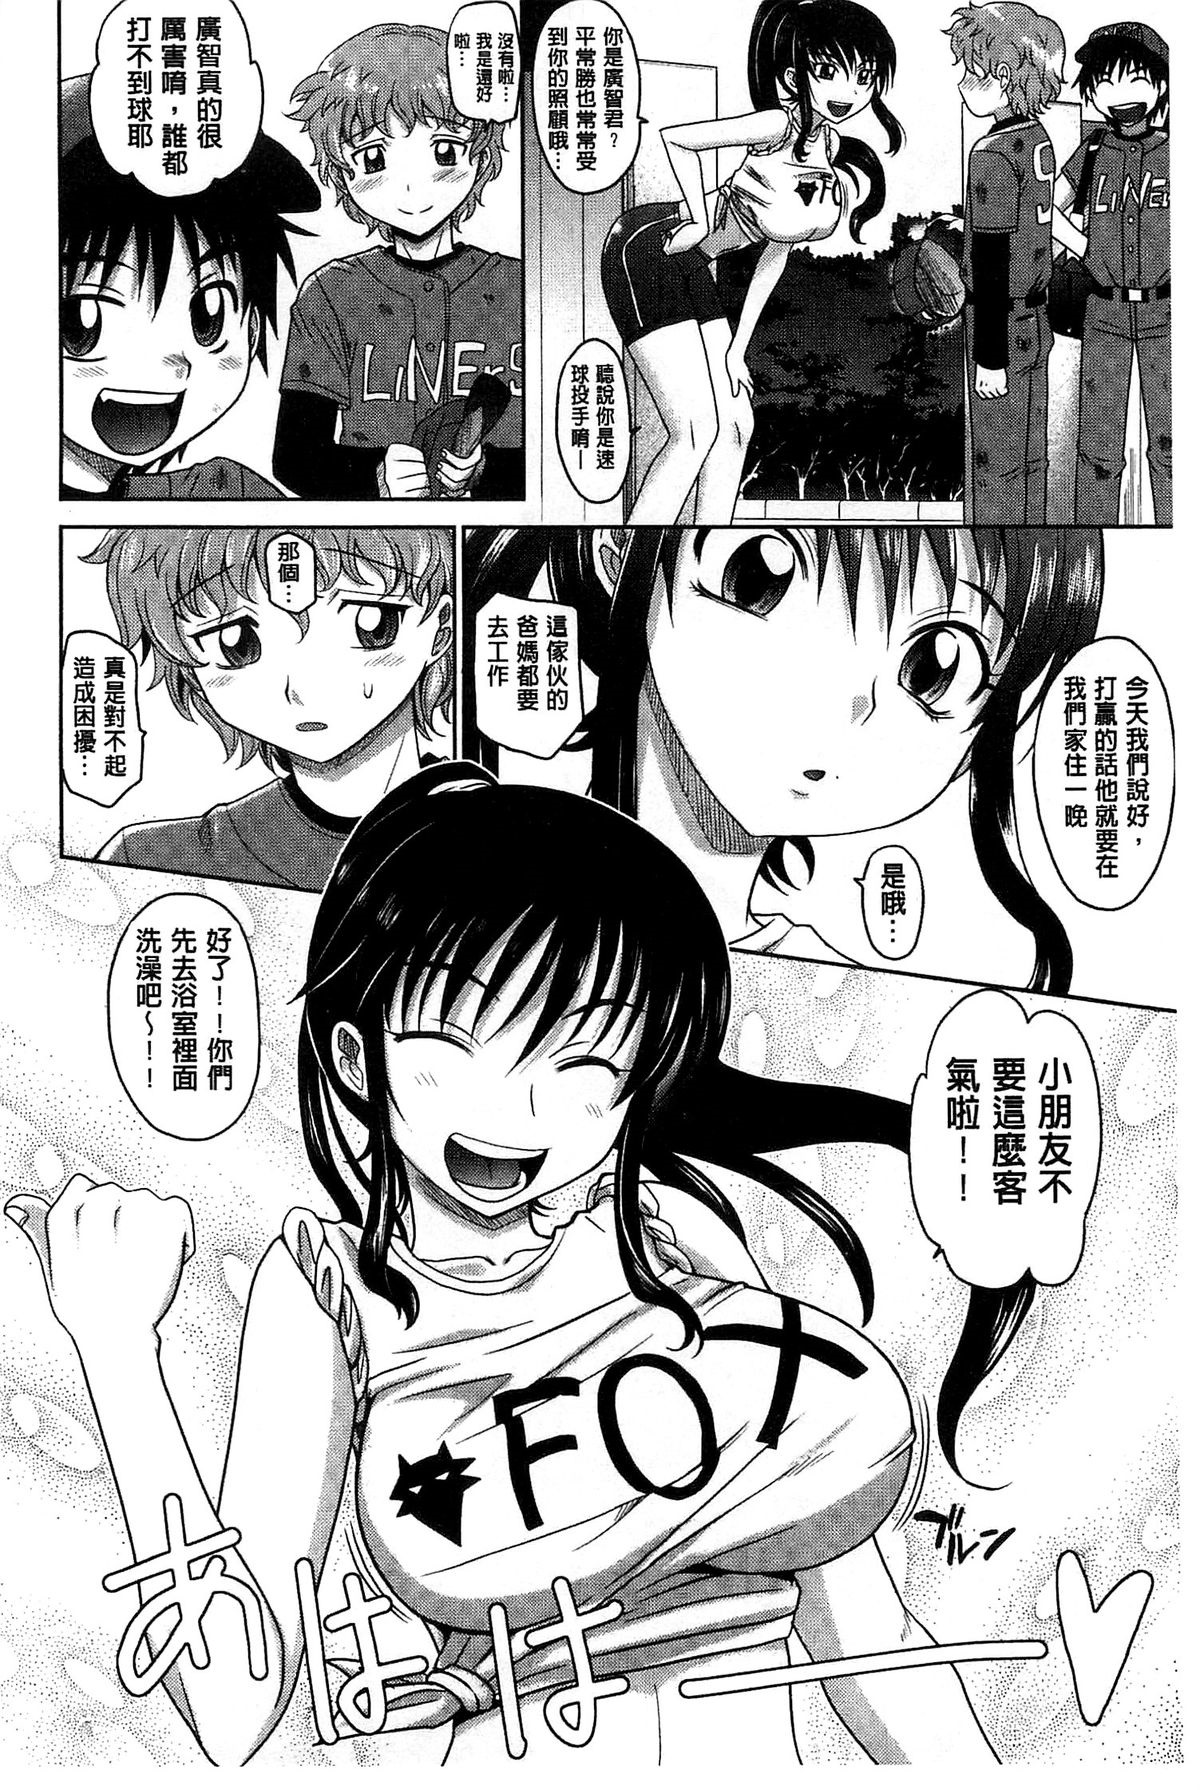 你是廣智君？
平常勝也常常受
到你的照顧哦…
沒有啦…
我是還好
啦…
聽說你是速
球投手唷—
廣智真的很
厲害唷，誰都
打不到球耶
S
LiNErs
LiNErS
FO
今天我們說好，
打贏的話他就要在
我們家住一晚
這傢伙的
爸媽都要
去工作
是哦…
那個…
真是對不起
造成困擾…
小朋友不
要這麼客
氣啦！！
好了！！你們
先去浴室裡面
洗澡吧～！！
FOX
ブルン
あははー♡